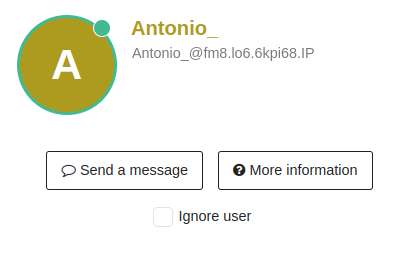 A
Antonio_
Antonio_@fm8.lo6.6kpi68.IP
Send a message
More information
Ignore user